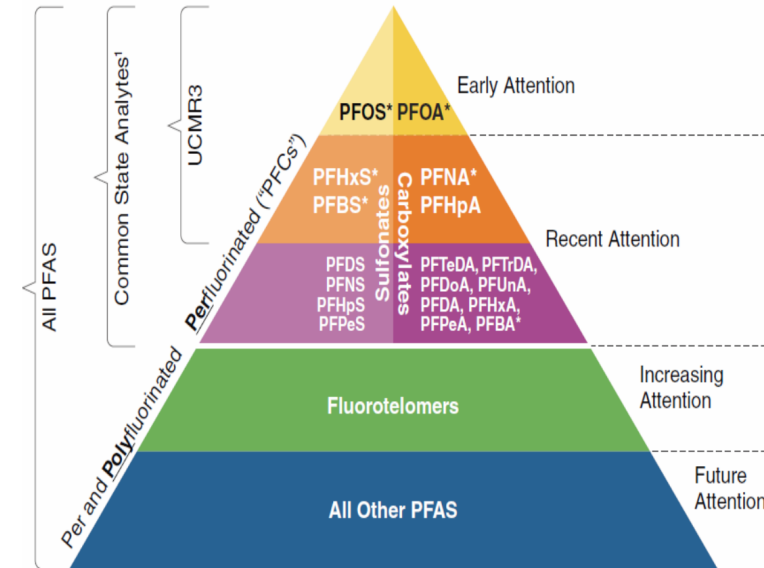 All PFAS
Common State Analytes¹
UCMR3
Perfluorinated ("PFCs")
Per and Polyfluorinated
Sulfonates
Carboxylates
PFOS* PFOA*
PFHxS*
PFBS*
PFNA*
PFHpA
PFDS
PFNS
PFHpS
PFPeS
PFTeDA, PFTrDA,
PFDoA, PFUnA,
PFDA, PFHxA,
PFPeA, PFBA*
Fluorotelomers
All Other PFAS
Early Attention
Recent Attention
Increasing
Attention
Future
Attention